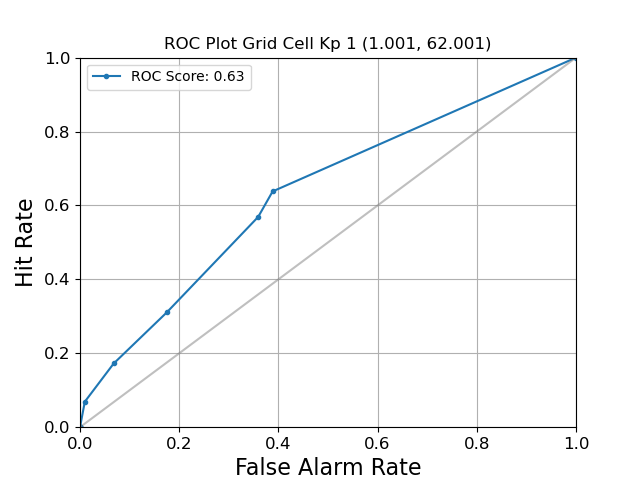 ROC Plot Grid Cell Kp 1 (1.001, 62.001)
ROC Score: 0.63
Hit Rate
1.0
0.8
0.6
0.4
0.2
0.0
0.0 0.2 0.4 0.6 0.8 1.0
False Alarm Rate